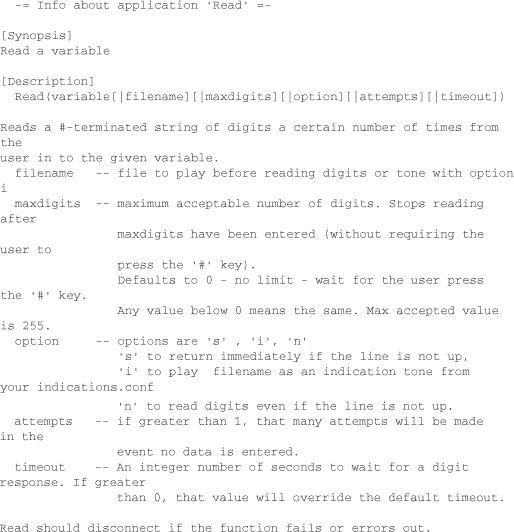 -= Info about application 'Read' =-
[Synopsis]
Read a variable
[Description]
Read(variable[|filename][|maxdigits][|option][|attempts][|timeout])
Reads a #-terminated string of digits a certain number of times from
the
user in to the given variable.
filename -- file to play before reading digits or tone with option
i
maxdigits -- maximum acceptable number of digits. Stops reading
after
maxdigits have been entered (without requiring the
user to
press the '#' key).
Defaults to 0 - no limit - wait for the user press
the '#' key.
Any value below 0 means the same. Max accepted value
is 255.
option -- options are 's' , 'i', 'n'
's' to return immediately if the line is not up,
'i' to play filename as an indication tone from
your indications.conf
'n' to read digits even if the line is not up.
attempts -- if greater than 1, that many attempts will be made
in the
event no data is entered.
timeout -- An integer number of seconds to wait for a digit
response. If greater
than 0, that value will override the default timeout.
Read should disconnect if the function fails or errors out.